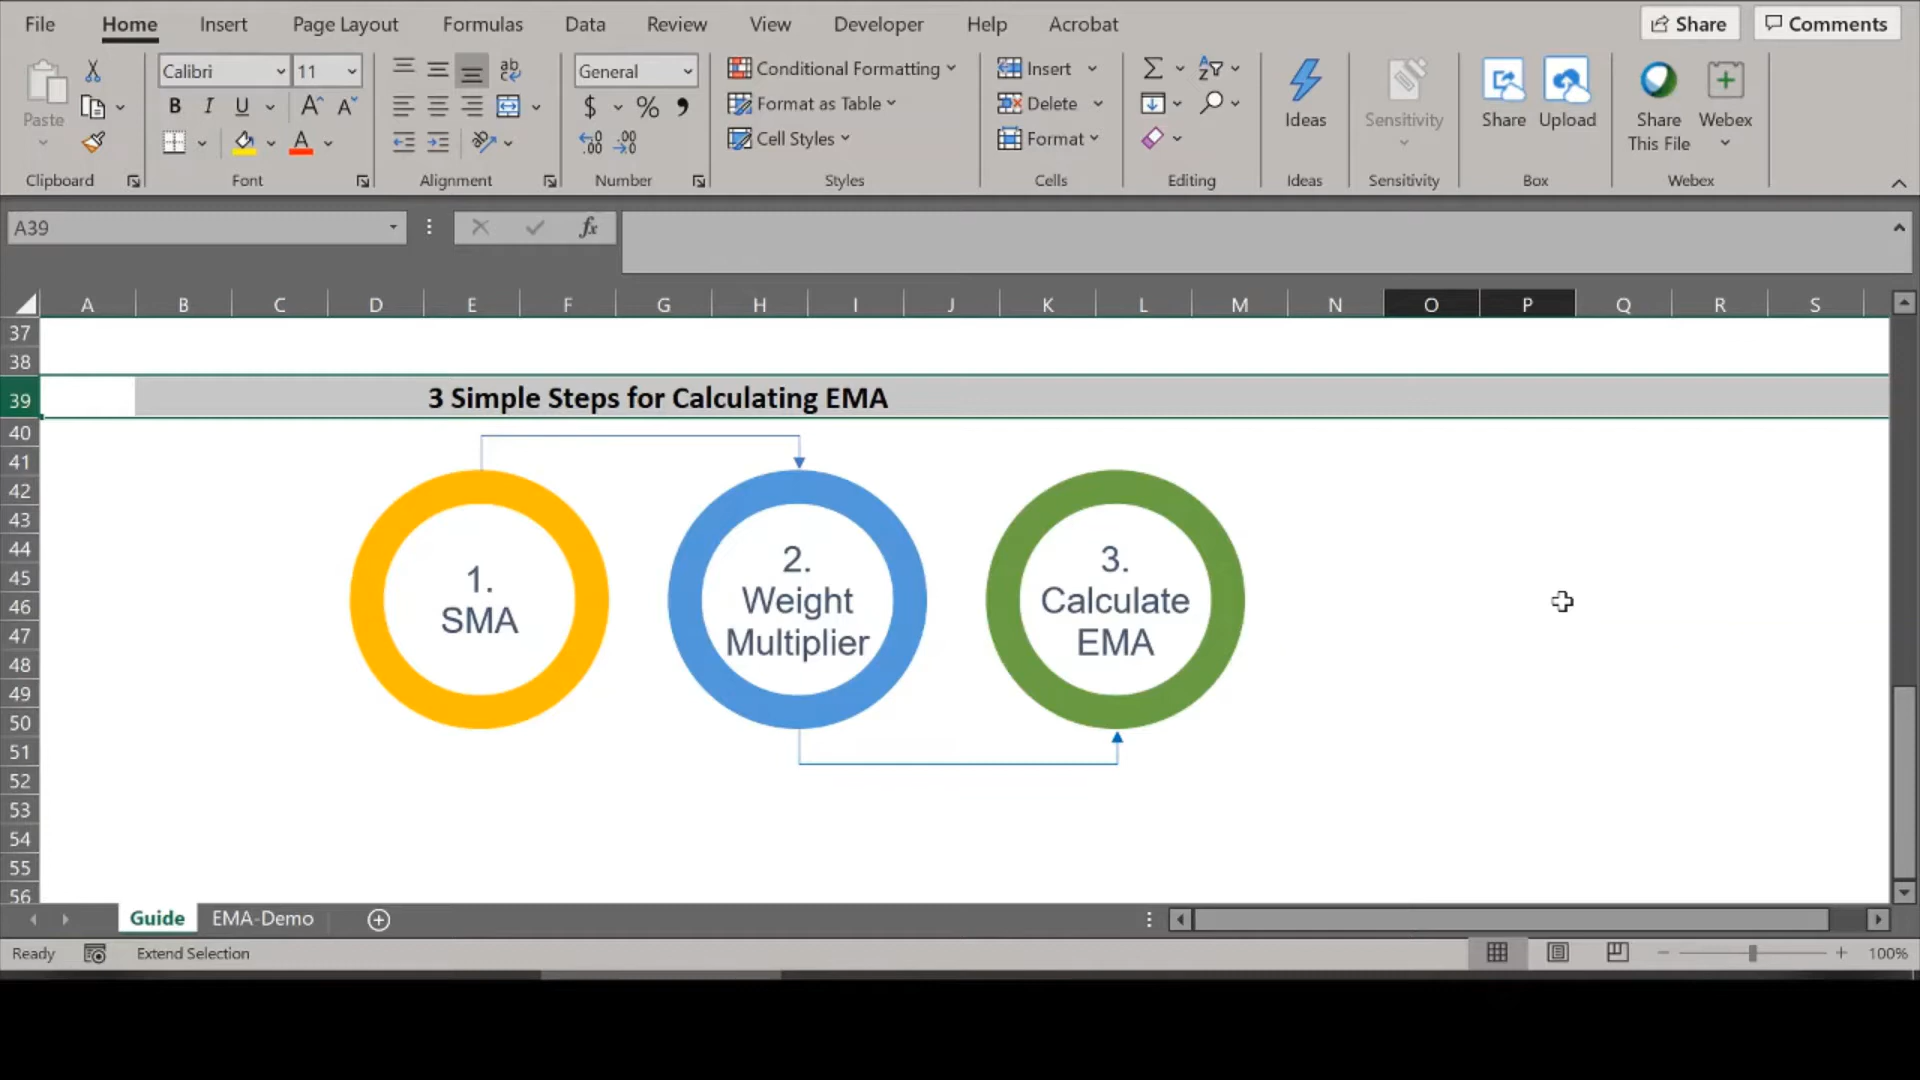 File Home Insert Page Layout Formulas Data Review View Developer Help Acrobat Share Comments
Calibri 11 ab General Conditional Formatting Insert
Paste B I U A A $ % Format as Table Delete Ideas Sensitivity Share Upload Share This File Webex
A Cell Styles Format
Clipboard Font Alignment Number Styles Cells Editing Ideas Sensitivity Box Webex
A39 fx
A B C D E F G H I J K L M N O P Q R S
37
38
39 3 Simple Steps for Calculating EMA
40
41
42
43
44
45
46
47
48
49
50
51
52
53
54
55
56
1.
SMA
2.
Weight
Multiplier
3.
Calculate
EMA
Guide EMA-Demo
Ready Extend Selection 100%